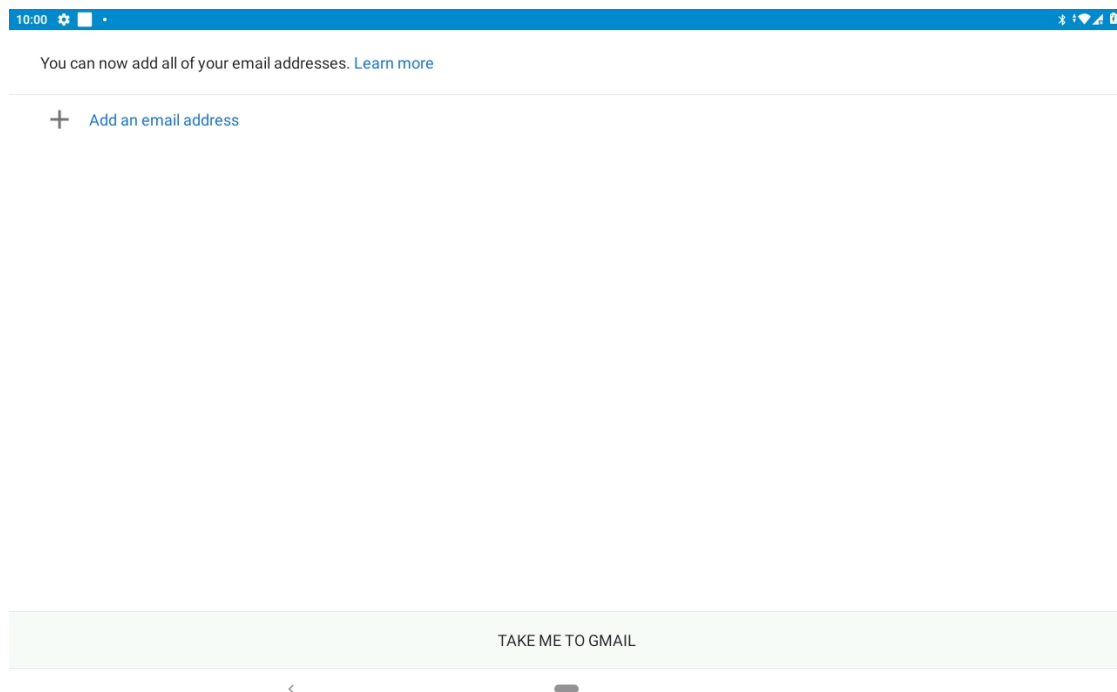 10:00
You can now add all of your email addresses. Learn more
Add an email address
TAKE ME TO GMAIL